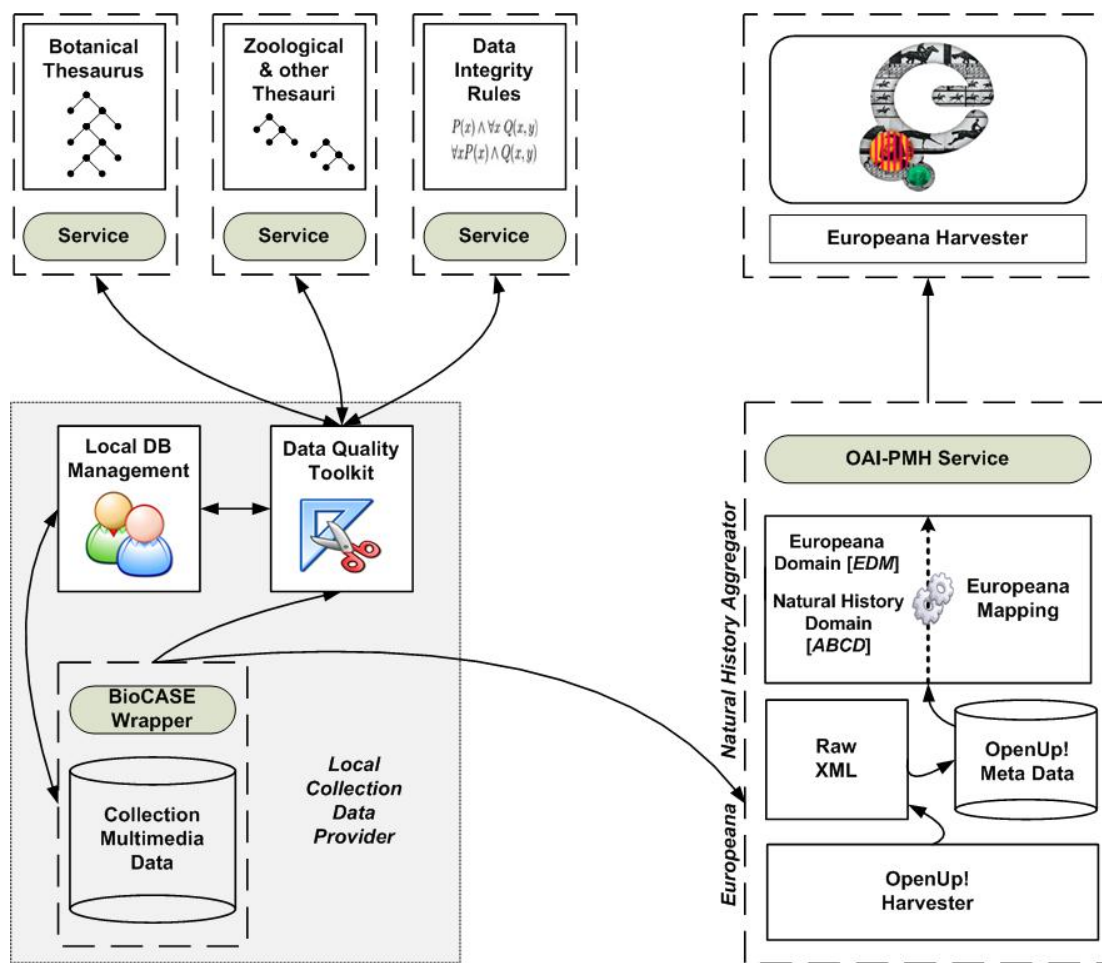 Botanical
Thesaurus
Service
Zoological
& other
Thesauri
Service
Data
Integrity
Rules
P(x) ∧ ∀x Q(x, y)
∀xP(x) ∧ Q(x, y)
Service
Europeana Harvester
Local DB
Management
Data Quality
Toolkit
BioCASE
Wrapper
Collection
Multimedia
Data
Local
Collection
Data
Provider
Europeana Natural History Aggregator
OAI-PMH Service
Europeana
Domain [EDM]
Natural History
Domain
[ABCD]
Europeana
Mapping
Raw
XML
OpenUp!
Meta Data
OpenUp!
Harvester